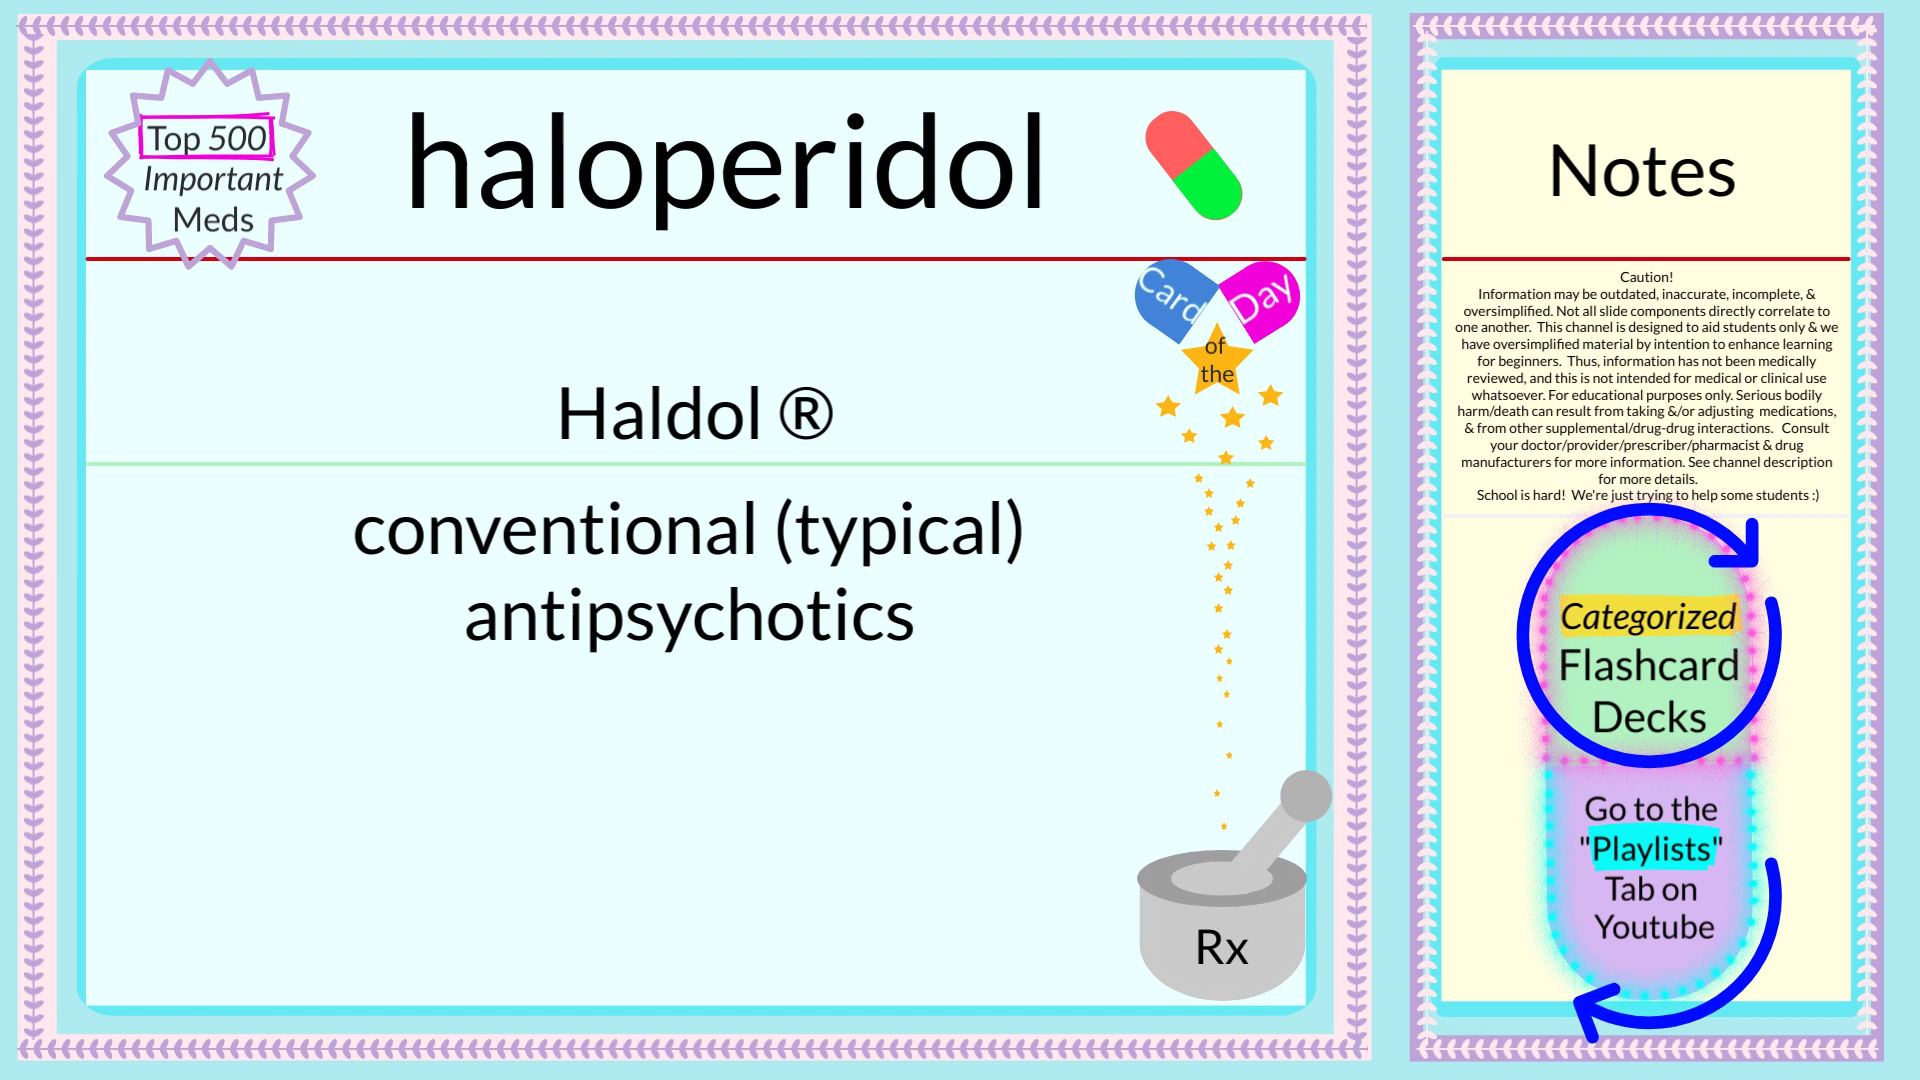 Top 500
Important
Meds
haloperidol
Card
of
the
Day
Haldol ®
conventional (typical)
antipsychotics
Rx
Notes
Caution!
Information may be outdated, inaccurate, incomplete, &
oversimplified. Not all slide components directly correlate to
one another. This channel is designed to aid students only & we
have oversimplified material by intention to enhance learning
for beginners. Thus, information has not been medically
reviewed, and this is not intended for medical or clinical use
whatsoever. For educational purposes only. Serious bodily
harm/death can result from taking &/or adjusting medications,
& from other supplemental/drug-drug interactions. Consult
your doctor/provider/prescriber/pharmacist & drug
manufacturers for more information. See channel description
for more details.
School is hard! We're just trying to help some students :)
Categorized
Flashcard
Decks
Go to the
"Playlists"
Tab on
Youtube